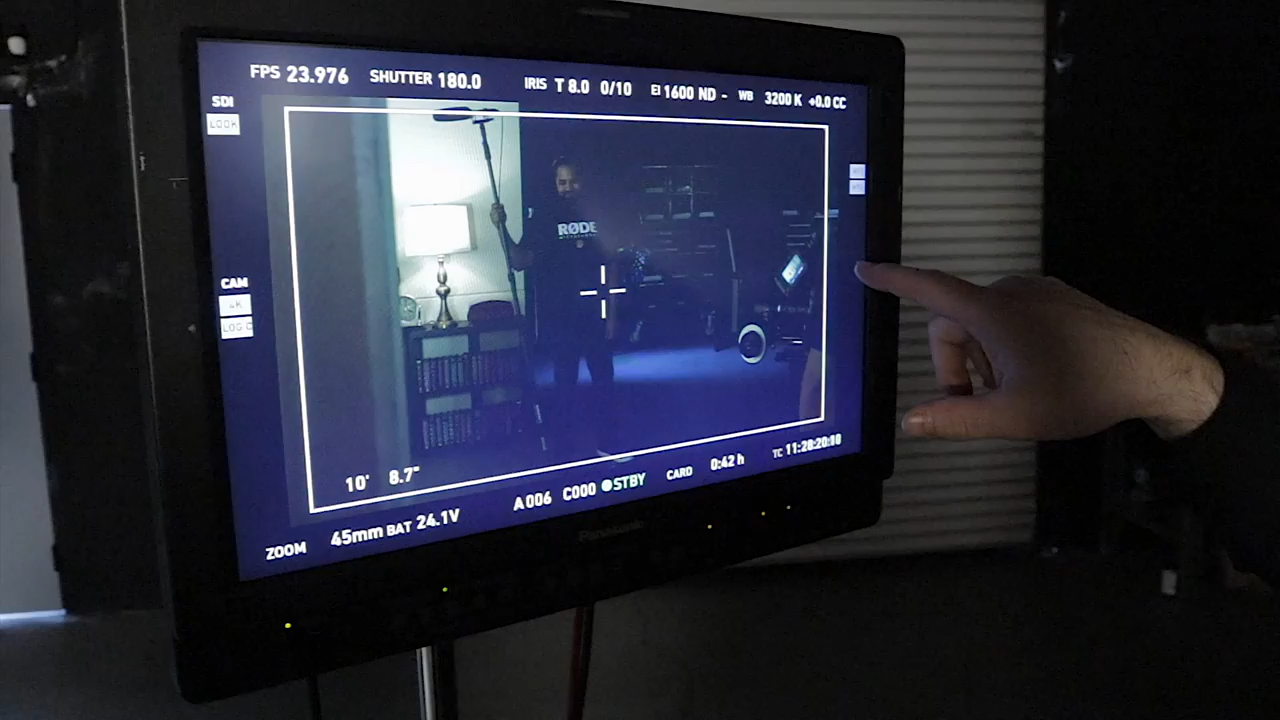 FPS 23.976 SHUTTER 180.0 IRIS T 8.0 0/10 EI 1600 ND - WB 3200 K +0.0 CC
SDI
LOOK
RØDE
CAM
4K
LOG C
10' 8.7"
ZOOM 45mm BAT 24.1V A006 C000 STBY CARD 0:42 h TC 11:28:20:10
Panasonic